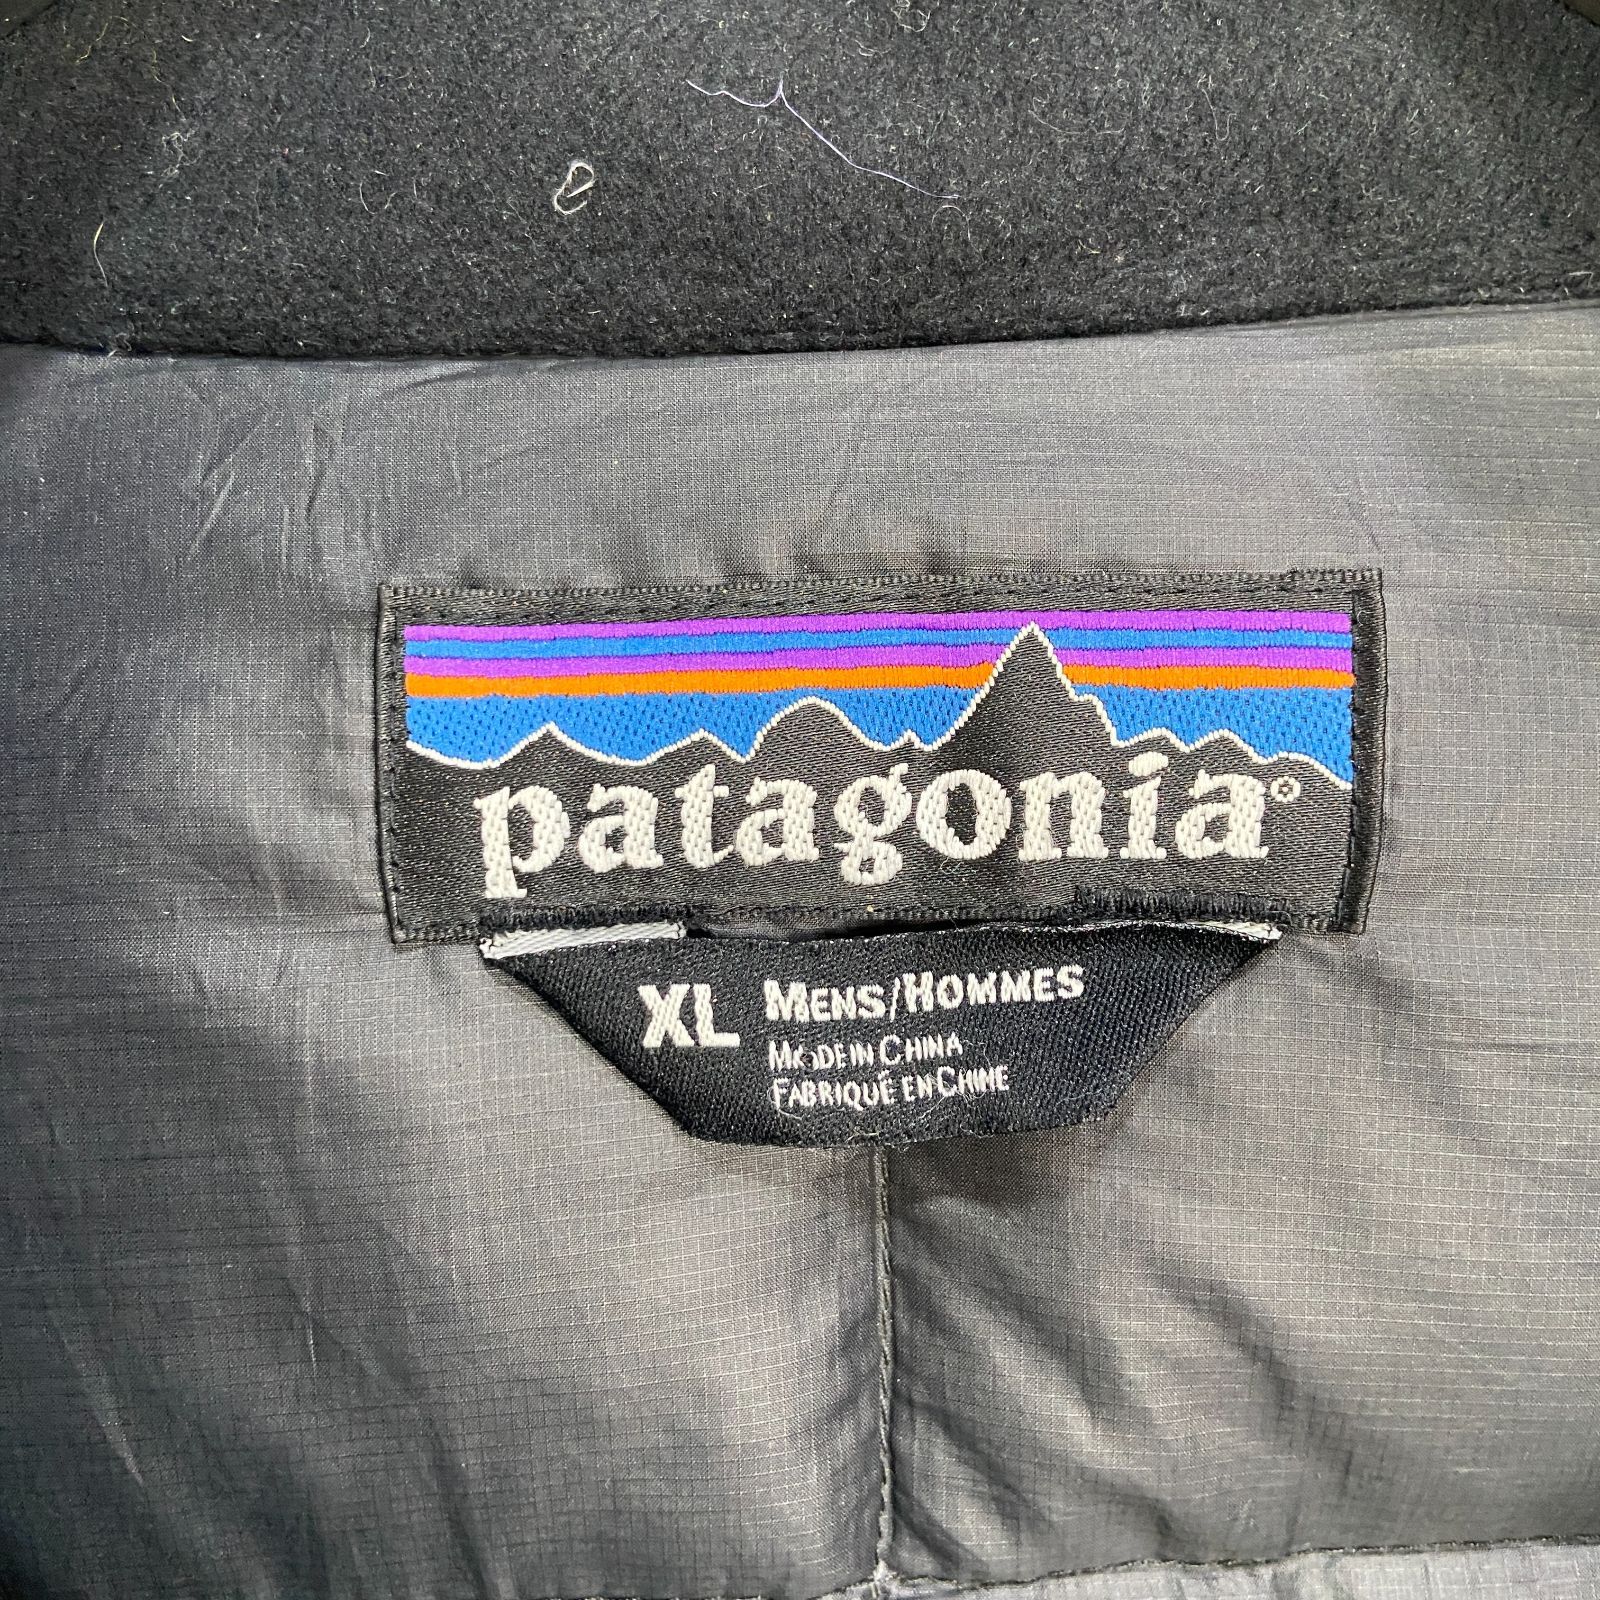 patagonia®
XL MENS/HOMMES
MADE IN CHINA
FABRIQUÉ EN CHINE